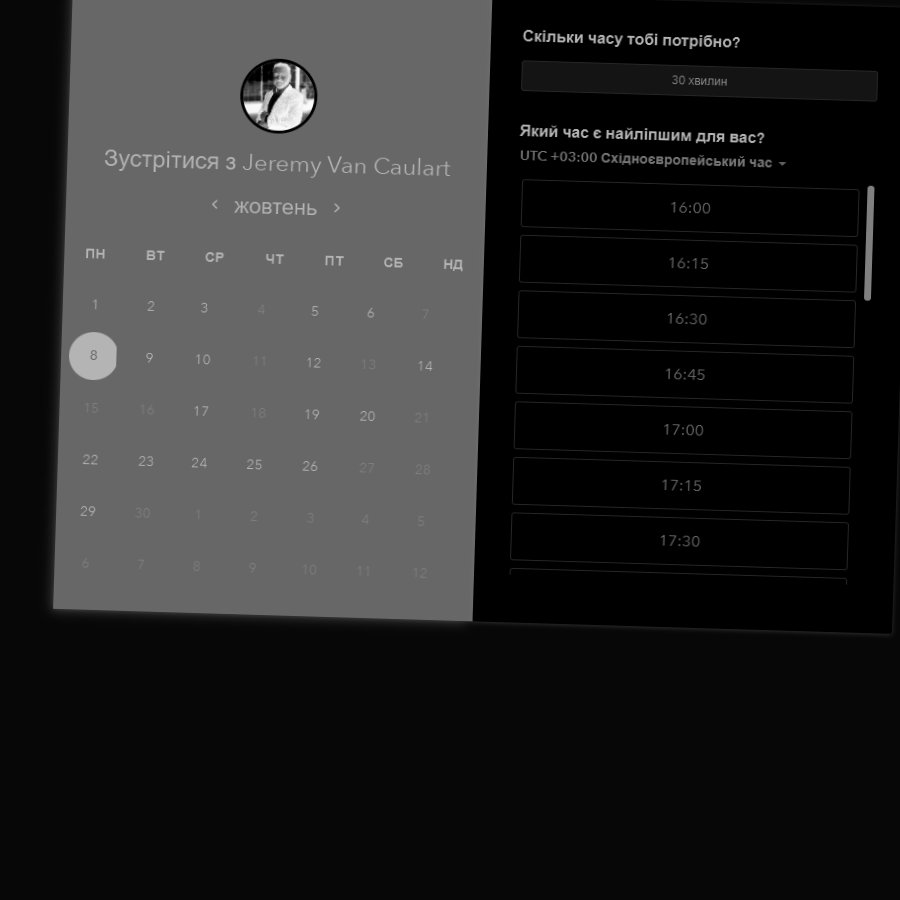 Зустрітися з Jeremy Van Caulart
жовтень
ПН ВТ СР ЧТ ПТ СБ НД
1 2 3 4 5 6 7
8 9 10 11 12 13 14
15 16 17 18 19 20 21
22 23 24 25 26 27 28
29 30 1 2 3 4 5
6 7 8 9 10 11 12
Скільки часу тобі потрібно?
30 хвилин
Який час є найліпшим для вас?
UTC +03:00 Східноєвропейський час
16:00
16:15
16:30
16:45
17:00
17:15
17:30